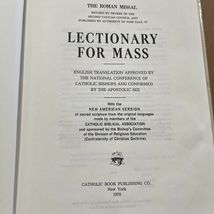 THE ROMAN MISSAL
REVISED BY DECREE OF THE
SECOND VATICAN COUNCIL AND
PUBLISHED BY AUTHORITY OF POPE PAUL VI
LECTIONARY
FOR MASS
ENGLISH TRANSLATION APPROVED BY
THE NATIONAL CONFERENCE OF
CATHOLIC BISHOPS AND CONFIRMED
BY THE APOSTOLIC SEE
With the
NEW AMERICAN VERSION
of sacred scripture from the original languages
made by members of the
CATHOLIC BIBLICAL ASSOCIATION
and sponsored by the Bishop's Committee
of the Division of Religious Education
(Confraternity of Christian Doctrine)
CATHOLIC BOOK PUBLISHING CO.
New York
1970